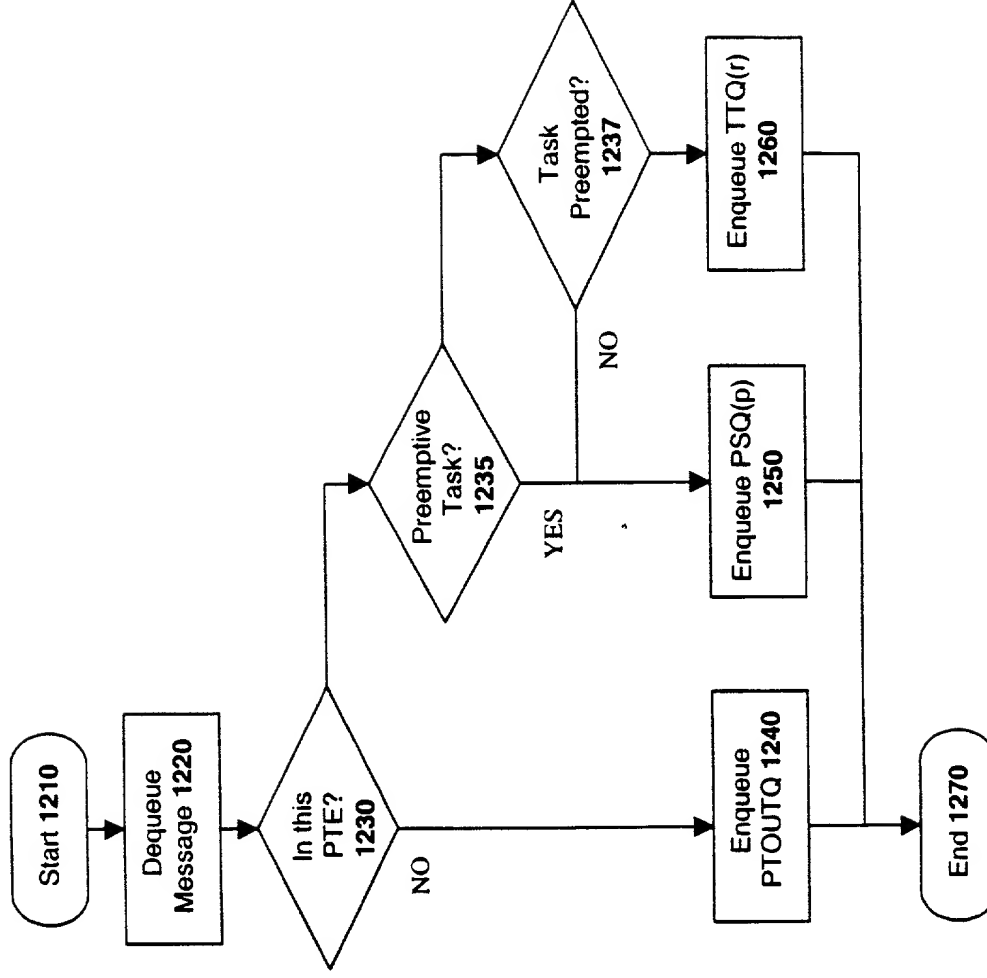 Start 1210
Dequeue
Message 1220
In this
PTE?
1230
NO
Preemptive
Task?
1235
YES
Task
Preempted?
1237
NO
Enqueue
PTOUTQ 1240
Enqueue PSQ(p)
1250
Enqueue TTQ(r)
1260
End 1270